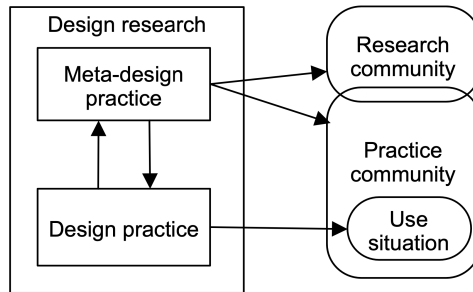 Design research
Meta-design
practice
Design practice
Research
community
Practice
community
Use
situation